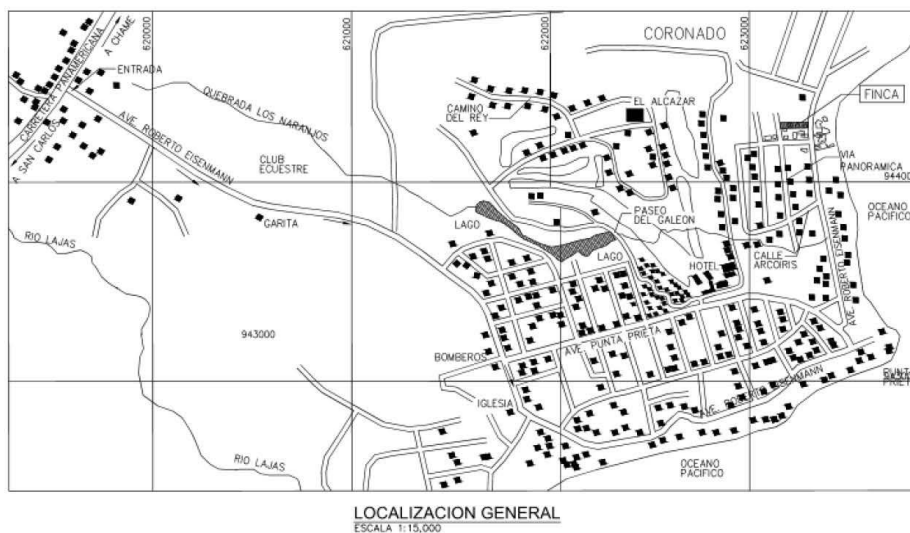 620000
621000
622000
623000
A CHAME
CARRETERA PANAMERICANA
A SAN CARLOS
ENTRADA
AVE. ROBERTO EISENMANN
QUEBRADA LOS NARANJOS
CLUB
ECUESTRE
GARITA
RIO LAJAS
CORONADO
CAMINO
DEL REY
EL ALCAZAR
FINCA
VIA
PANORAMICA
94400
OCEANO
PACIFICO
PASEO
DEL GALEON
LAGO
LAGO
HOTEL
CALLE
ARCOIRIS
AVE. ROBERTO EISENMANN
943000
BOMBEROS
AVE. PUNTA PRIETA
IGLESIA
AVE. ROBERTO EISENMANN
RIO LAJAS
OCEANO
PACIFICO
LOCALIZACION GENERAL
ESCALA 1:15,000